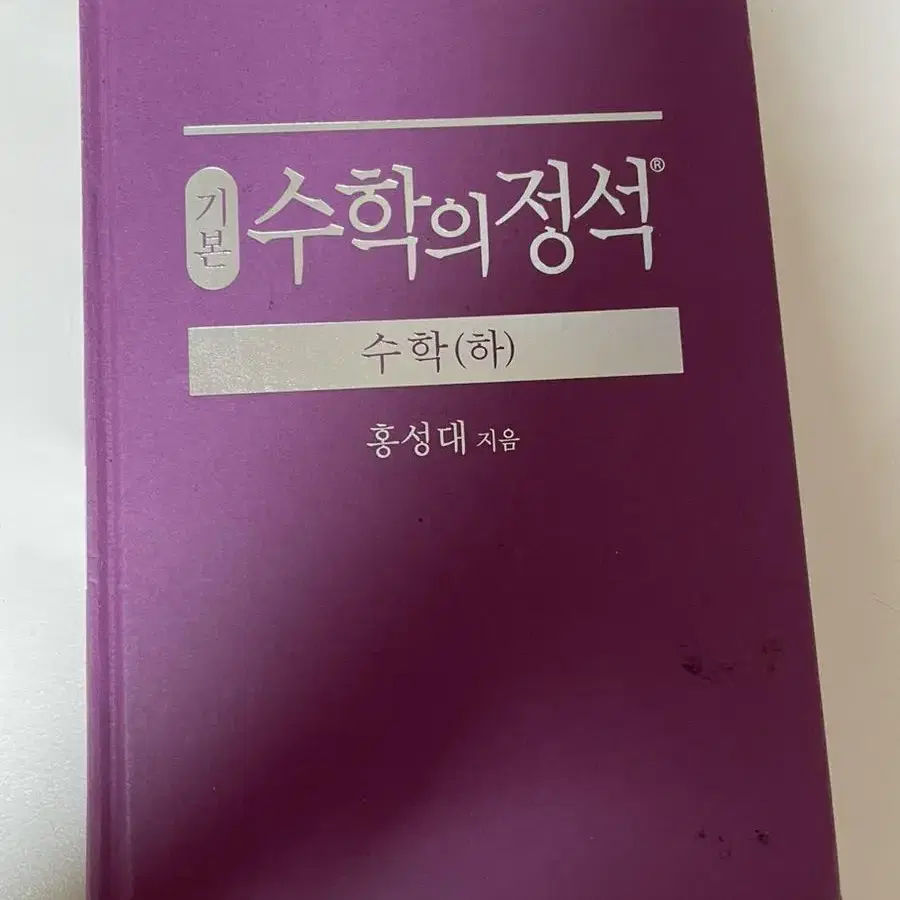 기본 수학의 정석®
수학(하)
홍성대 지음